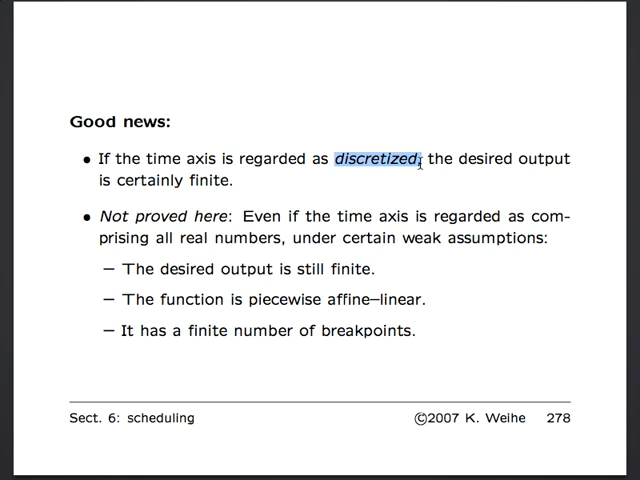 Good news:
• If the time axis is regarded as discretized, the desired output
is certainly finite.
• Not proved here: Even if the time axis is regarded as com-
prising all real numbers, under certain weak assumptions:
– The desired output is still finite.
– The function is piecewise affine–linear.
– It has a finite number of breakpoints.
Sect. 6: scheduling ©2007 K. Weihe 278